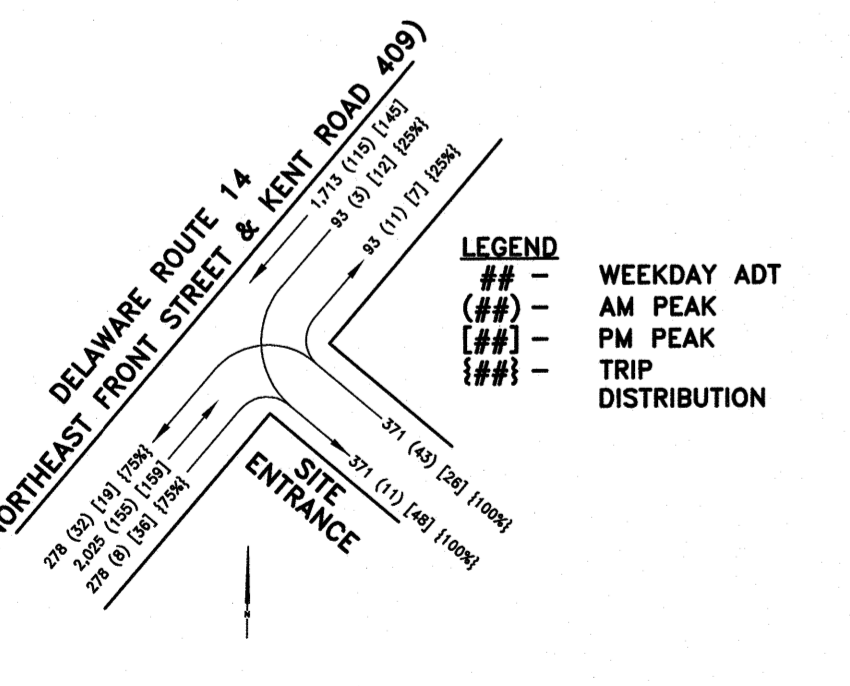 DELAWARE ROUTE 14
NORTHEAST FRONT STREET & KENT ROAD 409)
1,713 (115) [145]
93 (3) [12] {25%}
93 (11) [7] {25%}
LEGEND
## - WEEKDAY ADT
(##) - AM PEAK
[##] - PM PEAK
{##} - TRIP
DISTRIBUTION
371 (43) [26] {100%}
371 (11) [48] {100%}
SITE
ENTRANCE
278 (32) [19] {75%}
2,025 (155) [159]
278 (8) [36] {75%}
N